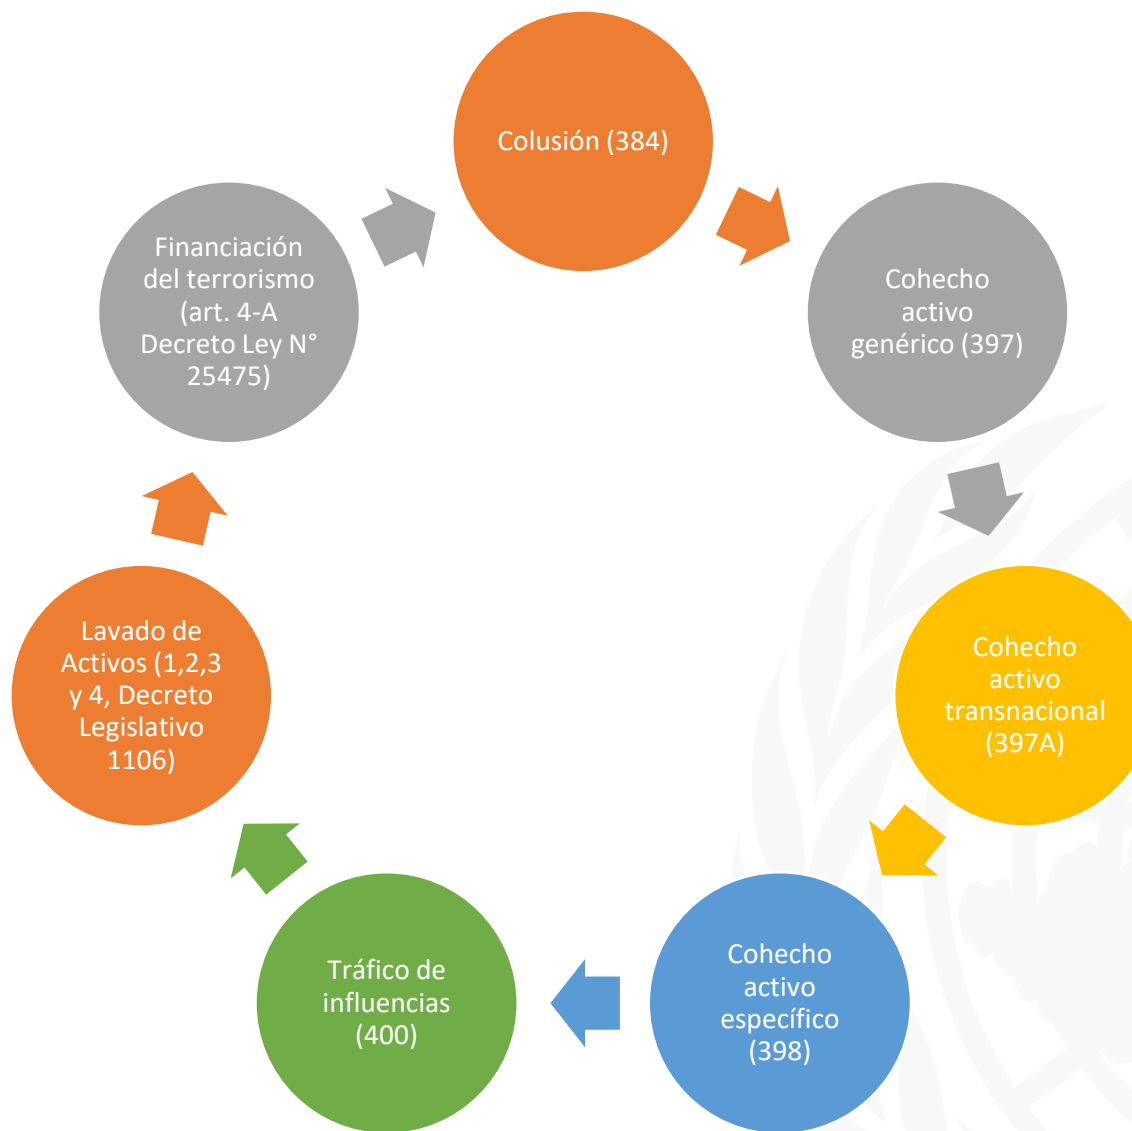 Colusión (384)
Cohecho
activo
genérico (397)
Cohecho
activo
transnacional
(397A)
Cohecho
activo
específico
(398)
Tráfico de
influencias
(400)
Lavado de
Activos (1,2,3
y 4, Decreto
Legislativo
1106)
Financiación
del terrorismo
(art. 4-A
Decreto Ley N°
25475)